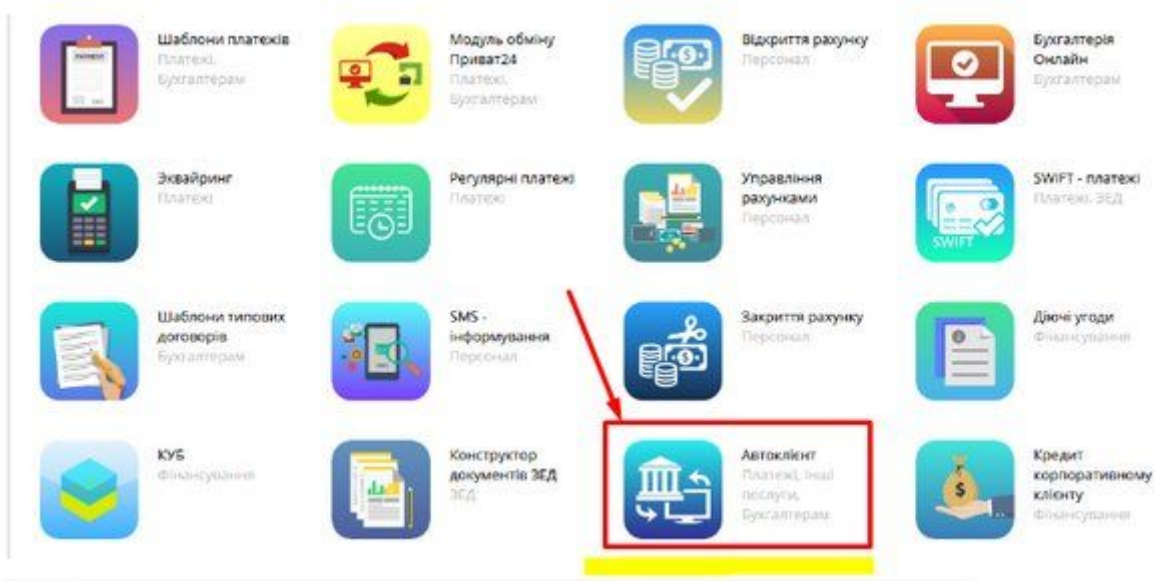 Шаблони платежів
Платежі,
Бухгалтерам
Модуль обміну
Приват24
Платежі,
Бухгалтерам
Відкриття рахунку
Персонал
Бухгалтерія
Онлайн
Бухгалтерам
Эквайринг
Платежі
Регулярні платежі
Платежі
Управління
рахунками
Персонал
SWIFT - платежі
Платежі, ЗЕД
SWIFT
Шаблони типових
договорів
Бухгалтерам
SMS -
інформування
Персонал
Закриття рахунку
Персонал
Діючі угоди
Фінансування
КУБ
Фінансування
Конструктор
документів ЗЕД
ЗЕД
Автоклієнт
Платежі, Інші
послуги,
Бухгалтерам
Кредит
корпоративному
клієнту
Фінансування